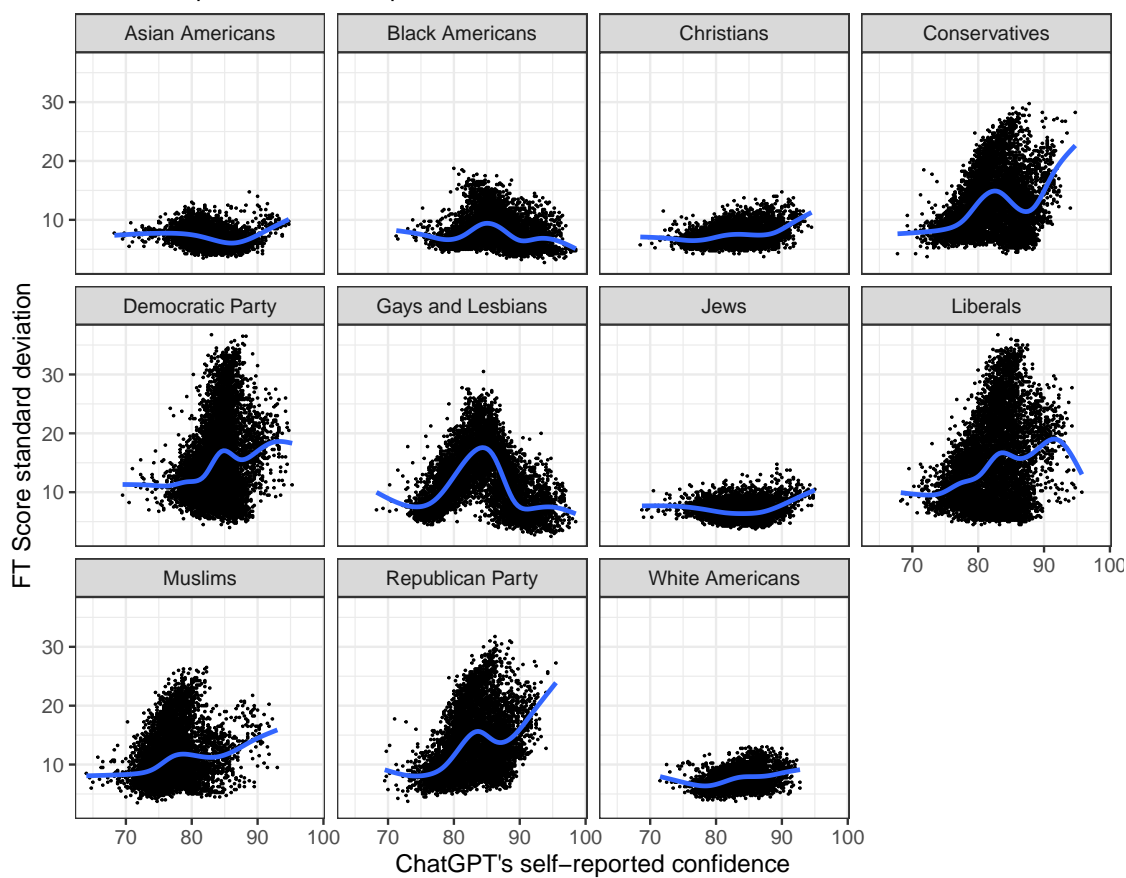 Asian Americans Black Americans Christians Conservatives
30
20
10
Democratic Party Gays and Lesbians Jews Liberals
30
20
10
70 80 90 100
Muslims Republican Party White Americans
30
20
10
70 80 90 100 70 80 90 100 70 80 90 100
FT Score standard deviation
ChatGPT's self−reported confidence